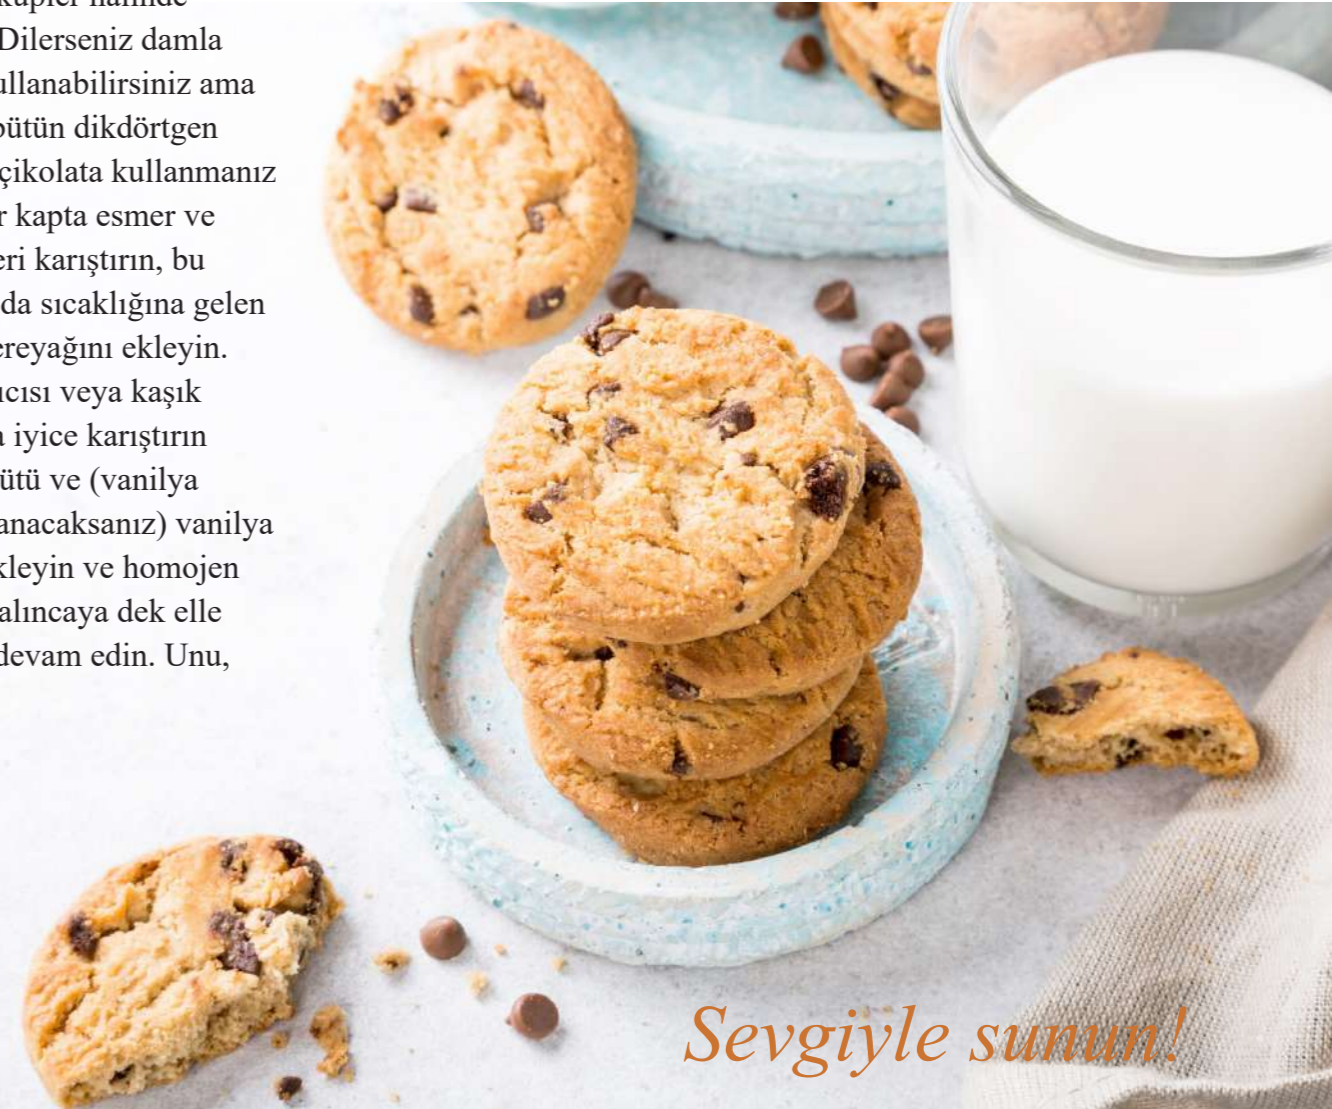 küpler halinde
Dilerseniz damla
ullanabilirsiniz ama
bütün dikdörtgen
çikolata kullanmanız
r kapta esmer ve
eri karıştırın, bu
da sıcaklığına gelen
ereyağını ekleyin.
ıcısı veya kaşık
a iyice karıştırın
ütü ve (vanilya
anacaksanız) vanilya
kleyin ve homojen
alıncaya dek elle
devam edin. Unu,
Sevgiyle sunun!